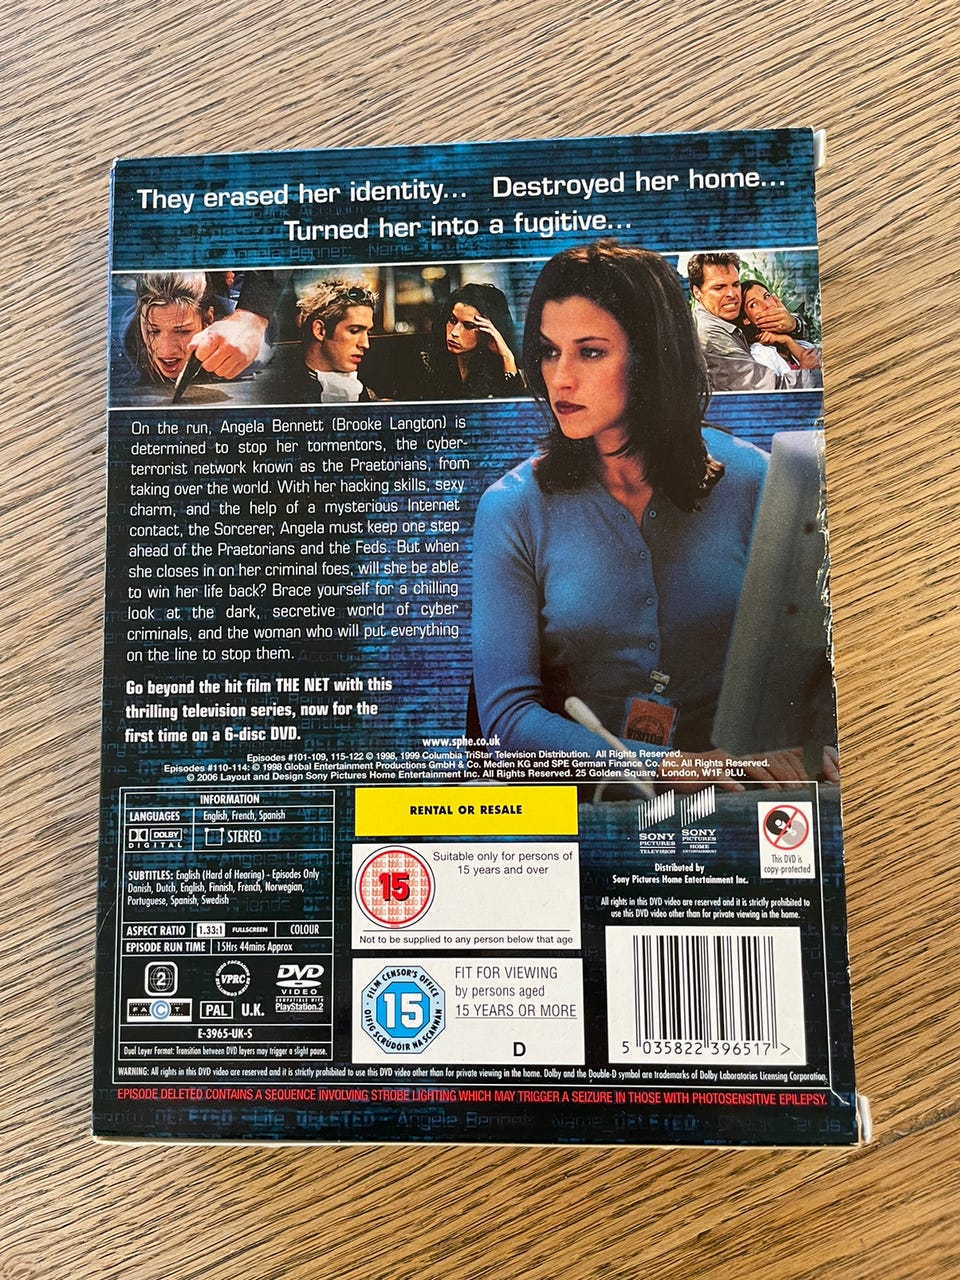 They erased her identity... Destroyed her home...
Turned her into a fugitive...
On the run, Angela Bennett (Brooke Langton) is
determined to stop her tormentors, the cyber-
terrorist network known as the Praetorians, from
taking over the world. With her hacking skills, sexy
charm, and the help of a mysterious Internet
contact, the Sorcerer, Angela must keep one step
ahead of the Praetorians and the Feds. But when
she closes in on her criminal foes, will she be able
to win her life back? Brace yourself for a chilling
look at the dark, secretive world of cyber
criminals, and the woman who will put everything
on the line to stop them.
Go beyond the hit film THE NET with this
thrilling television series, now for the
first time on a 6-disc DVD.
www.sphe.co.uk
Episodes #101-109, 115-122 © 1998, 1999 Columbia TriStar Television Distribution. All Rights Reserved.
Episodes #110-114: © 1998 Global Entertainment Productions GmbH & Co. Medien KG and SPE German Finance Co. Inc. All Rights Reserved.
© 2006 Layout and Design Sony Pictures Home Entertainment Inc. All Rights Reserved. 25 Golden Square, London, W1F 9LU.
INFORMATION
LANGUAGES English, French, Spanish
DOLBY DIGITAL STEREO
SUBTITLES: English (Hard of Hearing) - Episodes Only
Danish, Dutch, English, Finnish, French, Norwegian,
Portuguese, Spanish, Swedish
ASPECT RATIO 1.33:1 FULLSCREEN COLOUR
EPISODE RUN TIME 15Hrs 44mins Approx
2 VPRC DVD
VIDEO
COMPATIBLE WITH
PlayStation.2
FACT PAL U.K.
E-3965-UK-S
Dual Layer Format: Transition between DVD layers may trigger a slight pause.
RENTAL OR RESALE
15
Suitable only for persons of
15 years and over
Not to be supplied to any person below that age
FILM CENSOR'S OFFICE
15
OIFIG SCRÚDÓIR NA SCANNÁN
FIT FOR VIEWING
by persons aged
15 YEARS OR MORE
D
SONY PICTURES TELEVISION
SONY PICTURES HOME ENTERTAINMENT
Distributed by
Sony Pictures Home Entertainment Inc.
This DVD is
copy-protected
All rights in this DVD video are reserved and it is strictly prohibited to
use this DVD video other than for private viewing in the home.
5 035822 396517 >
WARNING: All rights in this DVD video are reserved and it is strictly prohibited to use this DVD video other than for private viewing in the home. Dolby and the Double-D symbol are trademarks of Dolby Laboratories Licensing Corporation.
EPISODE DELETED CONTAINS A SEQUENCE INVOLVING STROBE LIGHTING WHICH MAY TRIGGER A SEIZURE IN THOSE WITH PHOTOSENSITIVE EPILEPSY.
DELETED Life DELETED Angela Bennett Name DELETED Credit Cards